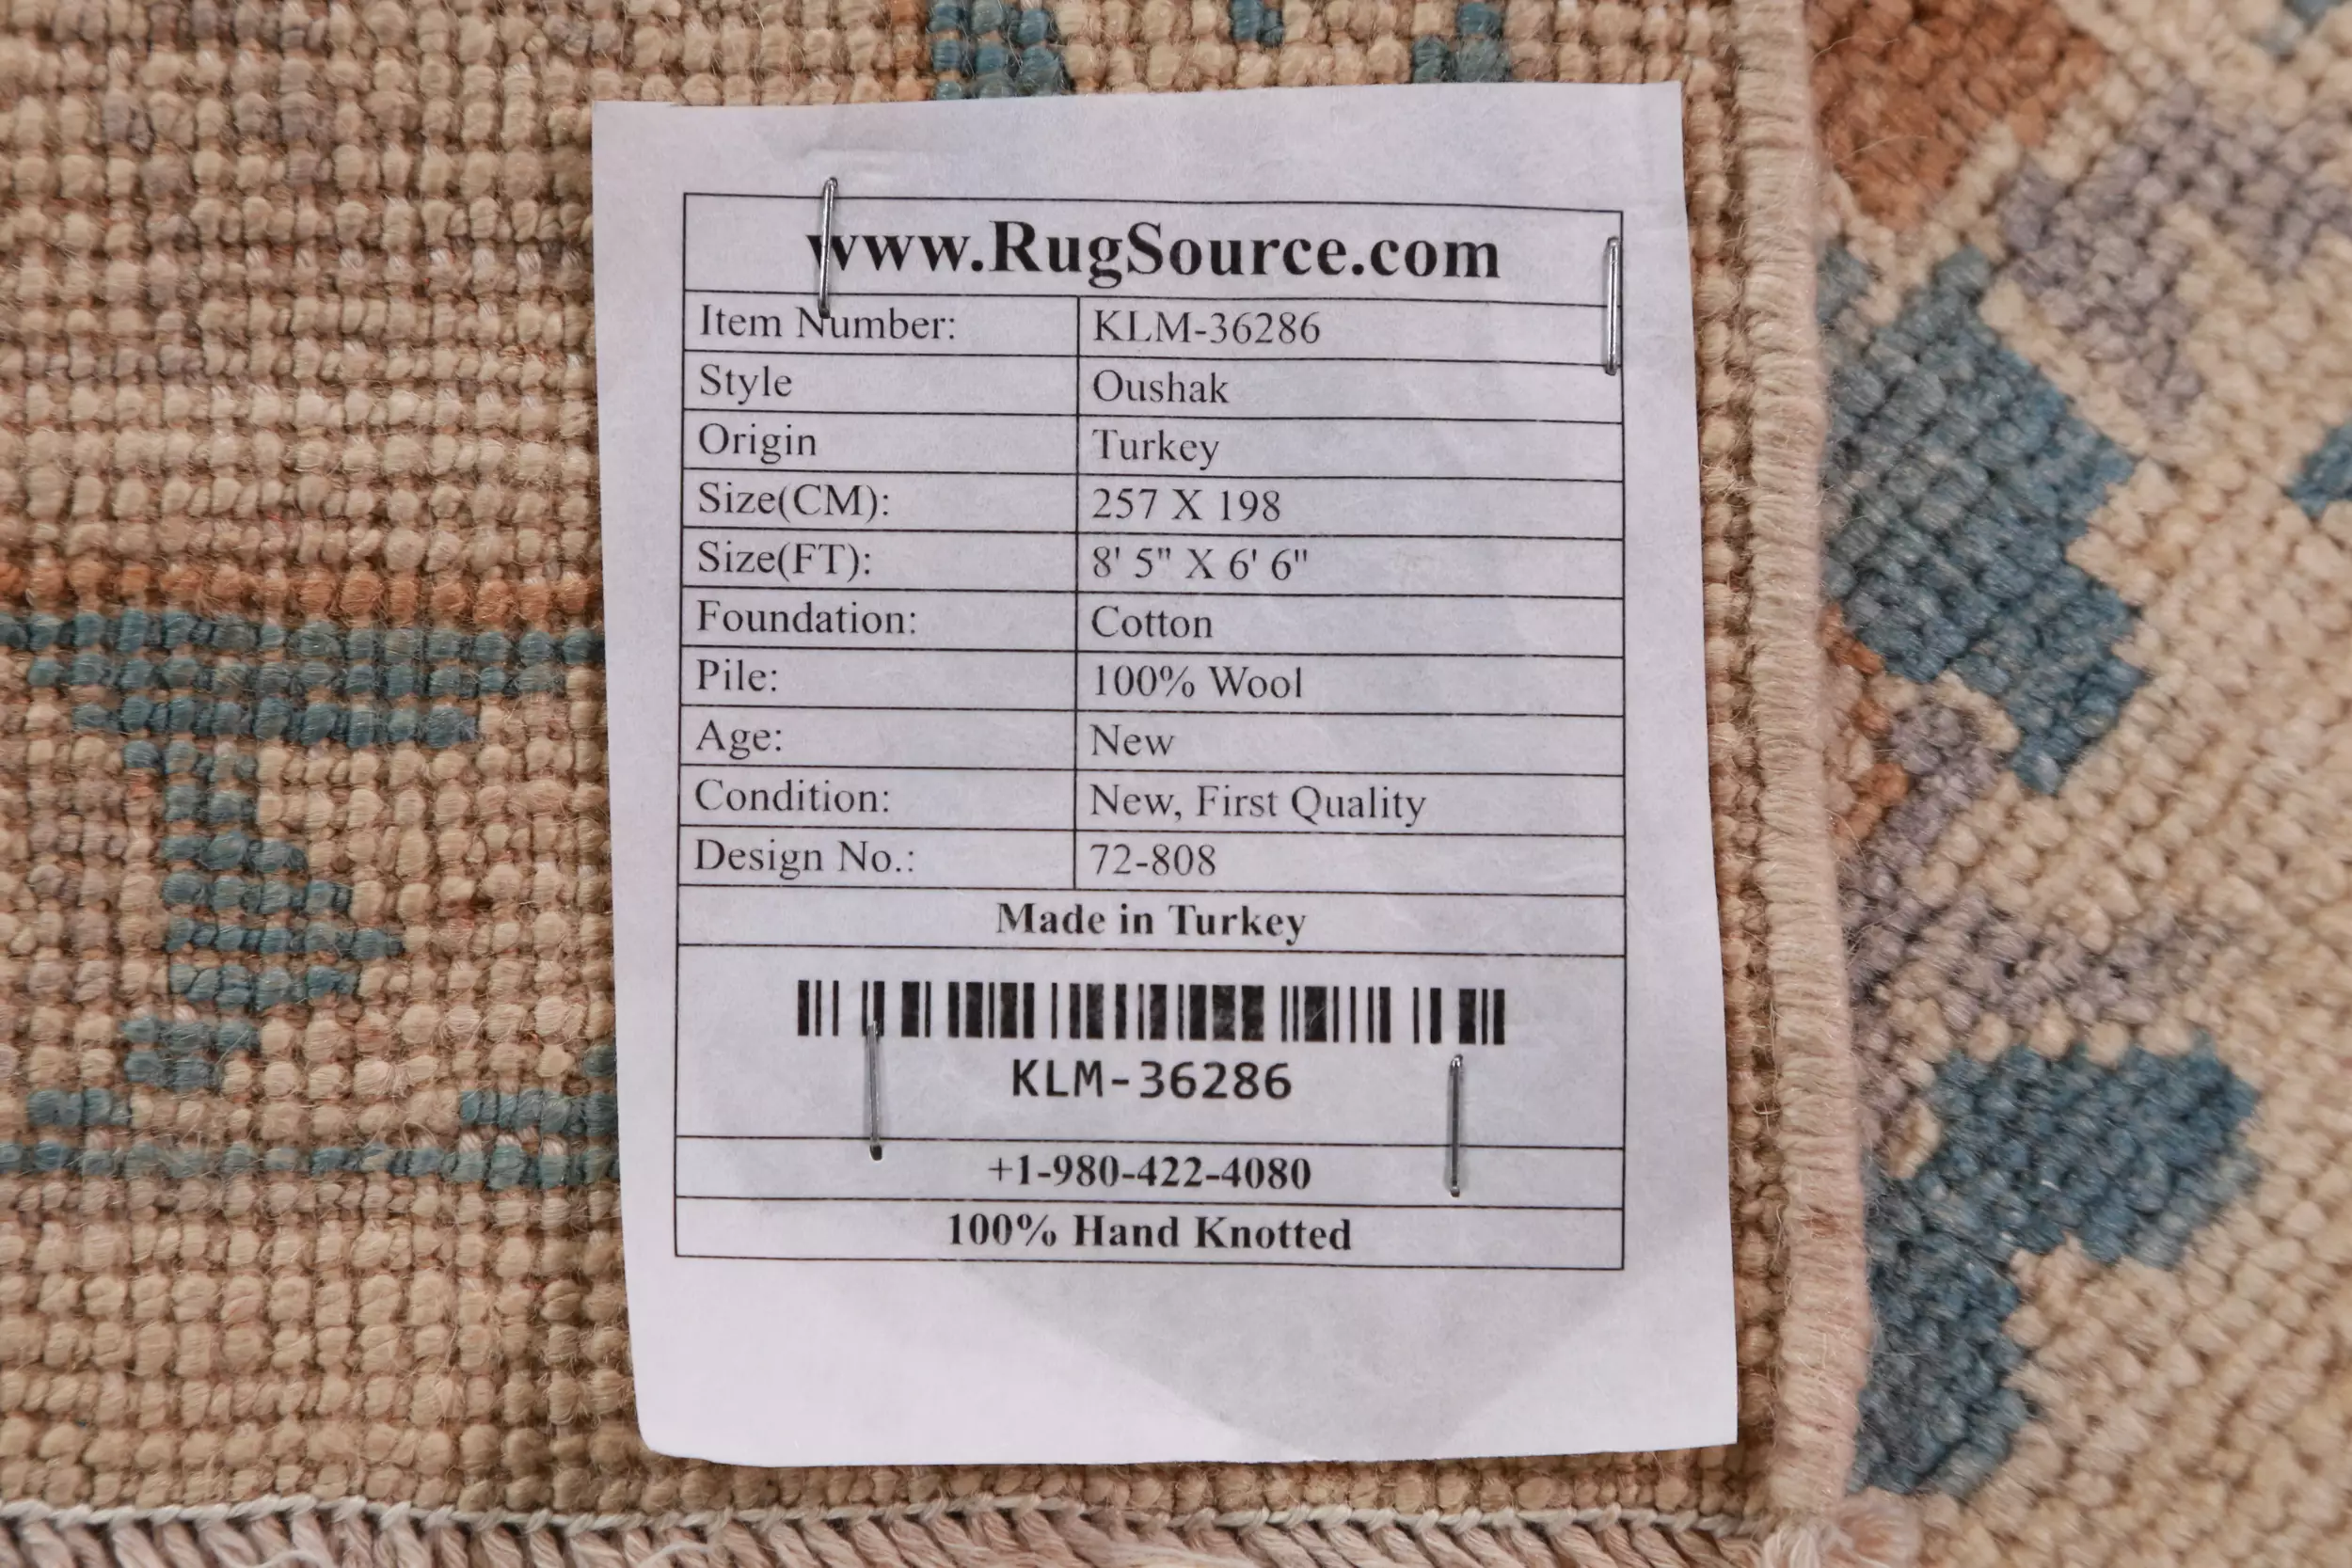 www.RugSource.com
Item Number: KLM-36286
Style Oushak
Origin Turkey
Size(CM): 257 X 198
Size(FT): 8' 5" X 6' 6"
Foundation: Cotton
Pile: 100% Wool
Age: New
Condition: New, First Quality
Design No.: 72-808
Made in Turkey
KLM-36286
+1-980-422-4080
100% Hand Knotted